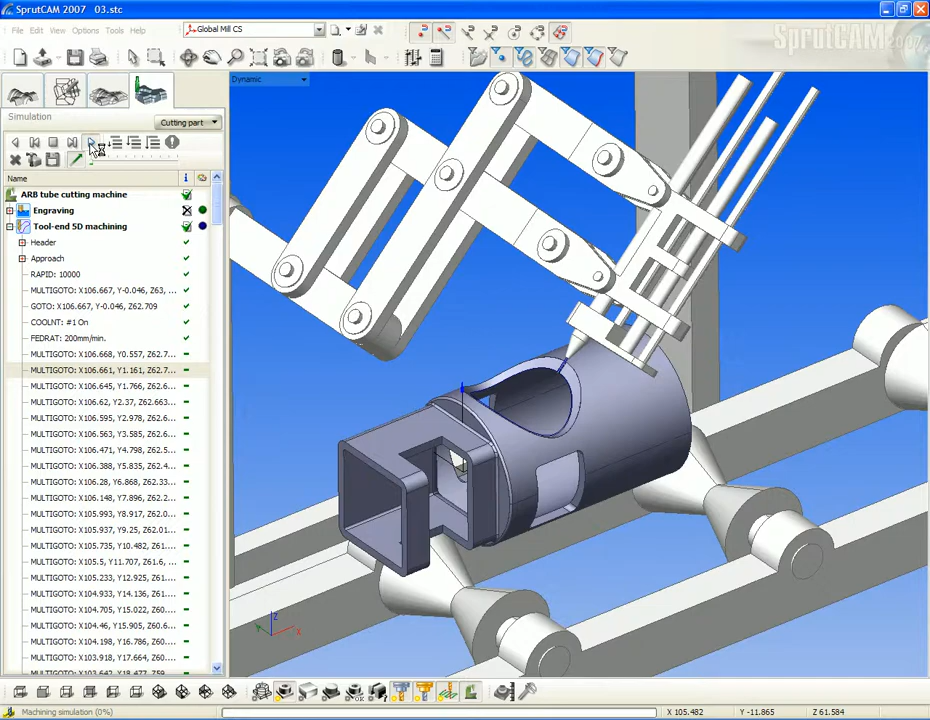 SprutCAM 2007 03.stc
File Edit View Options Tools Help
Global Mill CS
SprutCAM 2007
Dynamic
Simulation
Cutting part
Name
ARB tube cutting machine
Engraving
Tool-end 5D machining
Header
Approach
RAPID: 10000
MULTIGOTO: X106.667, Y-0.046, Z63, ...
GOTO: X106.667, Y-0.046, Z62.709
COOLNT: #1 On
FEDRAT: 200mm/min.
MULTIGOTO: X106.668, Y0.557, Z62.7...
MULTIGOTO: X106.661, Y1.161, Z62.7...
MULTIGOTO: X106.645, Y1.766, Z62.6...
MULTIGOTO: X106.62, Y2.37, Z62.663...
MULTIGOTO: X106.595, Y2.978, Z62.6...
MULTIGOTO: X106.563, Y3.585, Z62.6...
MULTIGOTO: X106.471, Y4.798, Z62.5...
MULTIGOTO: X106.388, Y5.835, Z62.4...
MULTIGOTO: X106.28, Y6.868, Z62.33...
MULTIGOTO: X106.148, Y7.896, Z62.2...
MULTIGOTO: X105.993, Y8.917, Z62.0...
MULTIGOTO: X105.937, Y9.25, Z62.01...
MULTIGOTO: X105.735, Y10.482, Z61....
MULTIGOTO: X105.5, Y11.707, Z61.6, ...
MULTIGOTO: X105.233, Y12.925, Z61....
MULTIGOTO: X104.933, Y14.136, Z61....
MULTIGOTO: X104.705, Y15.022, Z60....
MULTIGOTO: X104.46, Y15.905, Z60.6...
MULTIGOTO: X104.198, Y16.786, Z60....
MULTIGOTO: X103.918, Y17.664, Z60....
Z
Y
X
Machining simulation (0%)
X 105.482
Y -11.865
Z 61.584